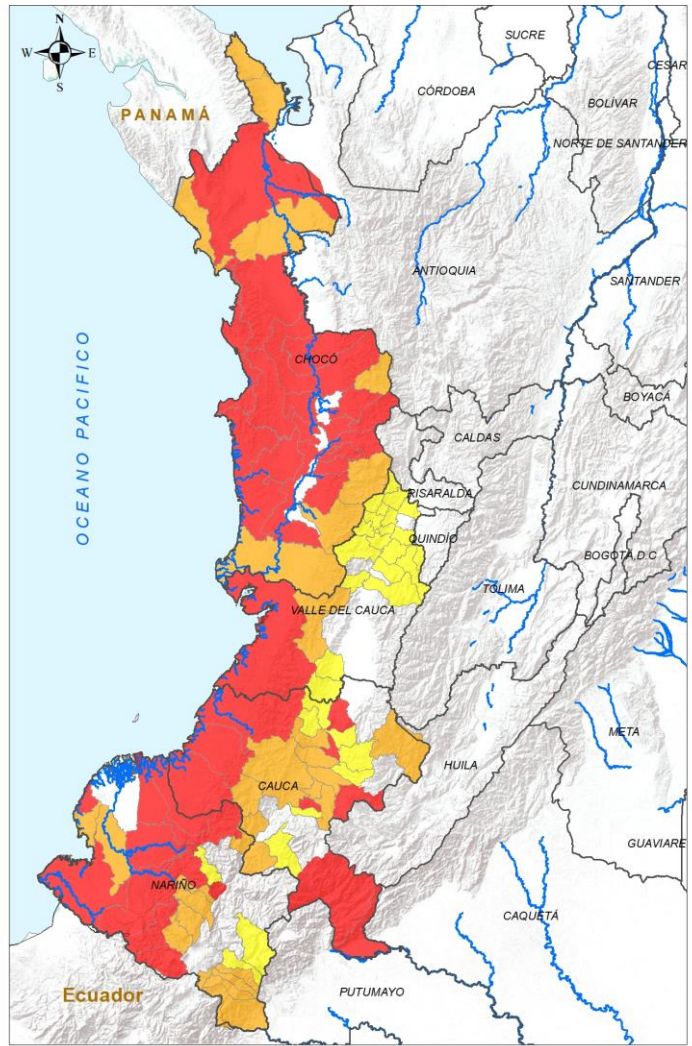 N
W E
S
SUCRE
CESAR
CÓRDOBA
BOLÍVAR
PANAMÁ
NORTE DE SANTANDER
ANTIOQUIA
SANTANDER
OCEANO PACIFICO
CHOCÓ
BOYACÁ
CALDAS
CUNDINAMARCA
RISARALDA
QUINDÍO
BOGOTÁ,D.C
TOLIMA
VALLE DEL CAUCA
META
HUILA
CAUCA
GUAVIARE
NARIÑO
CAQUETÁ
Ecuador
PUTUMAYO